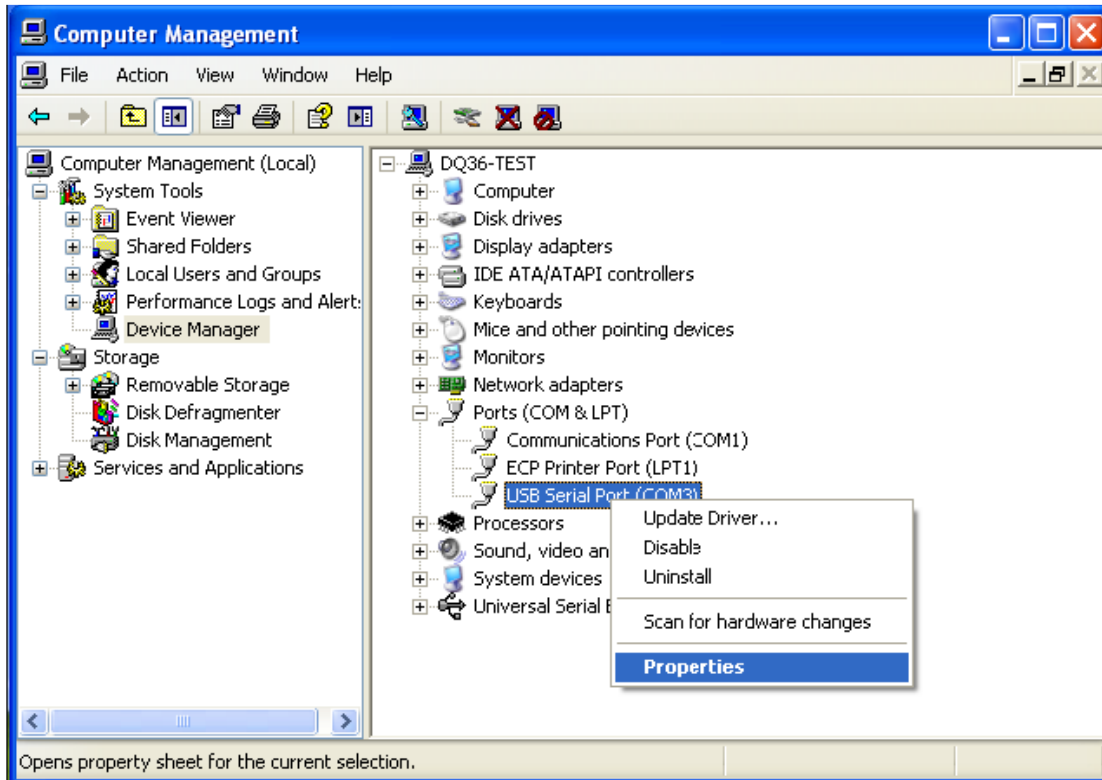 Computer Management
File Action View Window Help
Computer Management (Local)
System Tools
Event Viewer
Shared Folders
Local Users and Groups
Performance Logs and Alert
Device Manager
Storage
Removable Storage
Disk Defragmenter
Disk Management
Services and Applications
DQ36-TEST
Computer
Disk drives
Display adapters
IDE ATA/ATAPI controllers
Keyboards
Mice and other pointing devices
Monitors
Network adapters
Ports (COM & LPT)
Communications Port (COM1)
ECP Printer Port (LPT1)
USB Serial Port (COM3)
Processors
Sound, video an
System devices
Universal Serial
Update Driver...
Disable
Uninstall
Scan for hardware changes
Properties
Opens property sheet for the current selection.